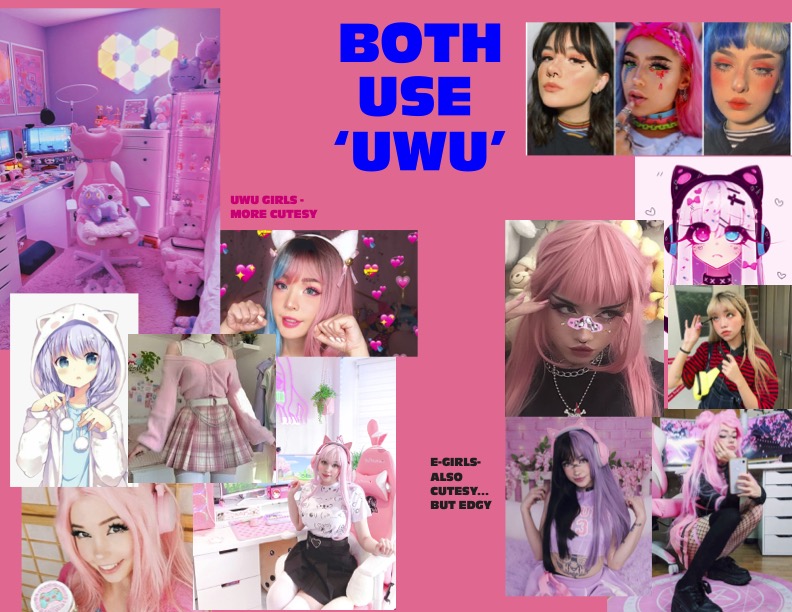 BOTH
USE
‘UWU’
UWU GIRLS -
MORE CUTESY
E-GIRLS-
ALSO
CUTESY...
BUT EDGY